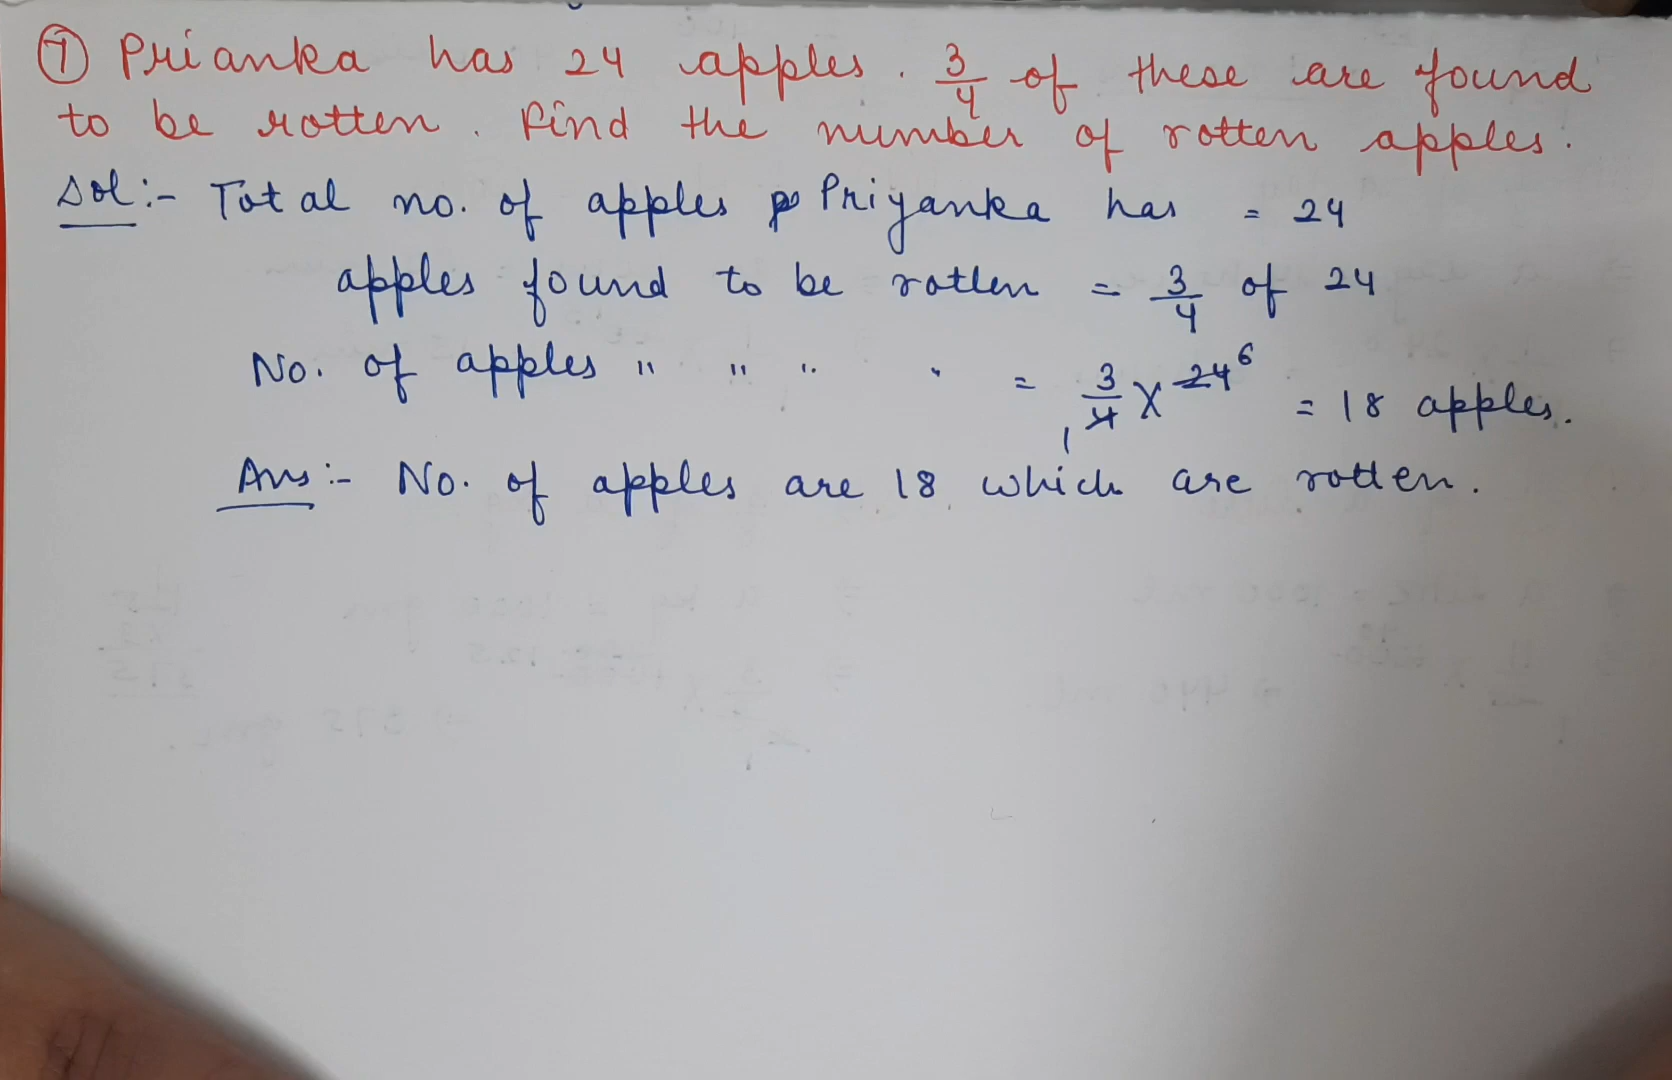 ⑦ Prianka has 24 apples. 3/4 of these are found
to be rotten. Find the number of rotten apples.
Sol:- Total no. of apples Priyanka has = 24
apples found to be rotten = 3/4 of 24
No. of apples " " " " = 3/4 1 X 24 6 = 18 apples.
Ans:- No. of apples are 18 which are rotten.